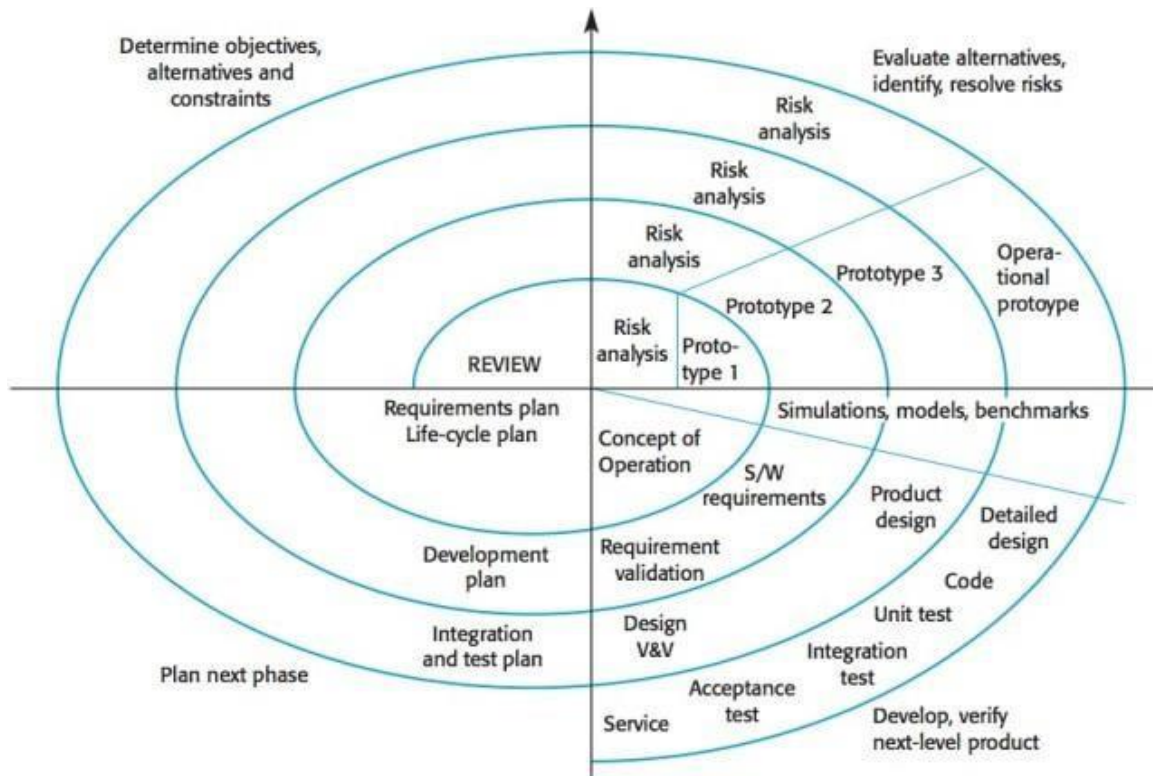 Determine objectives,
alternatives and
constraints
Evaluate alternatives,
identify, resolve risks
Risk
analysis
Risk
analysis
Risk
analysis
Risk
analysis
Proto-
type 1
Prototype 2
Prototype 3
Opera-
tional
protoype
REVIEW
Requirements plan
Life-cycle plan
Simulations, models, benchmarks
Concept of
Operation
S/W
requirements
Product
design
Detailed
design
Development
plan
Requirement
validation
Code
Unit test
Integration
and test plan
Design
V&V
Integration
test
Plan next phase
Acceptance
test
Service
Develop, verify
next-level product